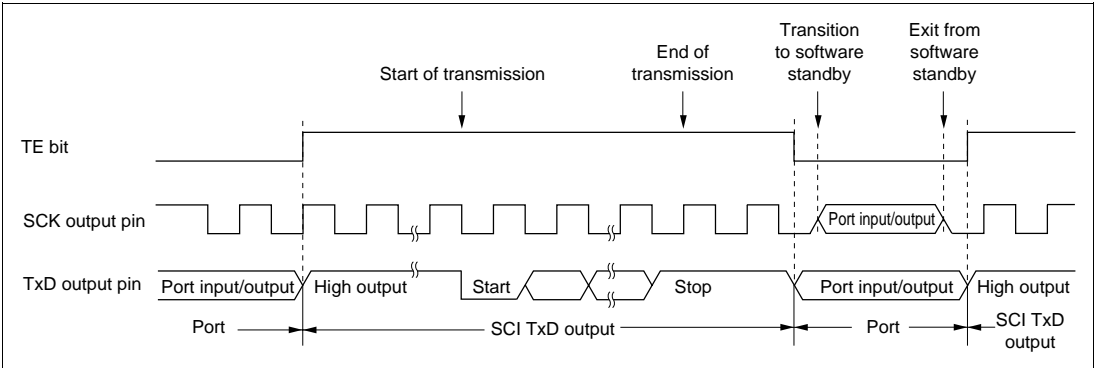 Start of transmission
End of
transmission
Transition
to software
standby
Exit from
software
standby
TE bit
SCK output pin
Port input/output
TxD output pin
Port input/output
High output
Start
Stop
Port input/output
High output
Port
SCI TxD output
Port
SCI TxD
output